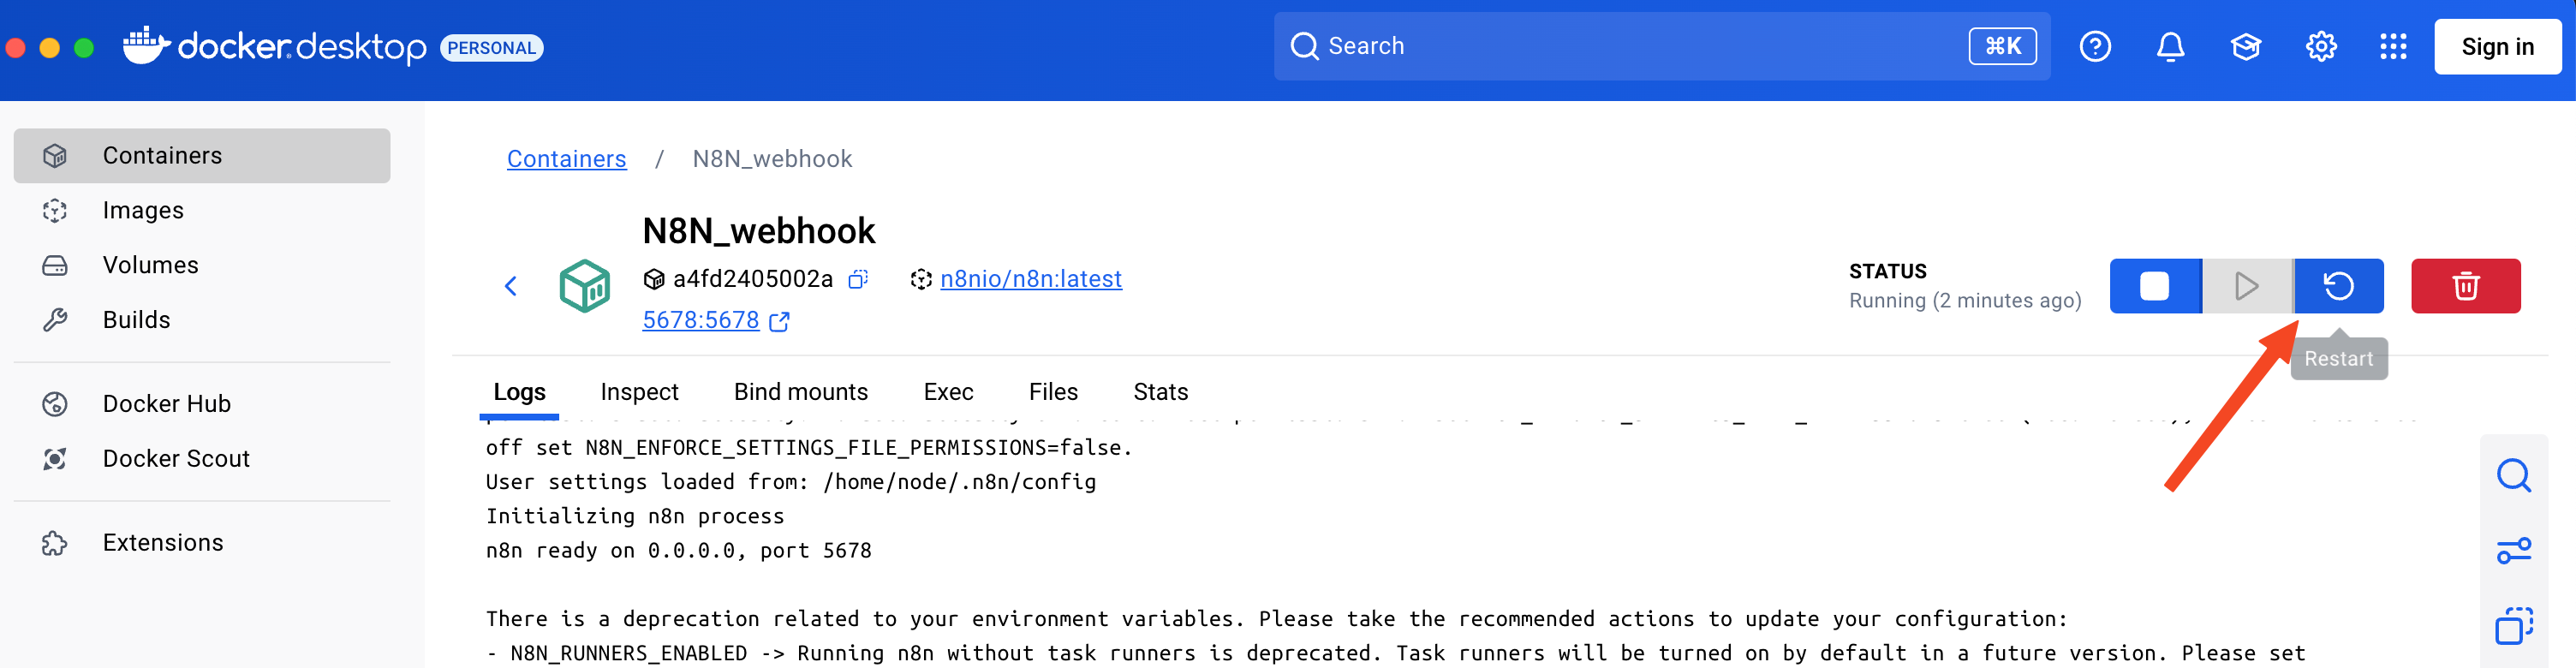 docker.desktop PERSONAL
Search
⌘K
Sign in
Containers
Images
Volumes
Builds
Docker Hub
Docker Scout
Extensions
Containers / N8N_webhook
N8N_webhook
a4fd2405002a
n8nio/n8n:latest
5678:5678
STATUS
Running (2 minutes ago)
Restart
Logs
Inspect
Bind mounts
Exec
Files
Stats
off set N8N_ENFORCE_SETTINGS_FILE_PERMISSIONS=false.
User settings loaded from: /home/node/.n8n/config
Initializing n8n process
n8n ready on 0.0.0.0, port 5678
There is a deprecation related to your environment variables. Please take the recommended actions to update your configuration:
- N8N_RUNNERS_ENABLED -> Running n8n without task runners is deprecated. Task runners will be turned on by default in a future version. Please set